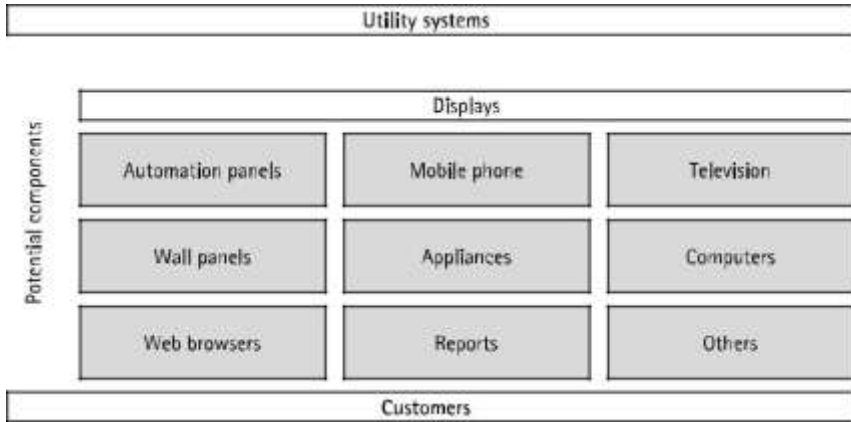 Utility systems
Displays
Potential components
Automation panels
Mobile phone
Television
Wall panels
Appliances
Computers
Web browsers
Reports
Others
Customers